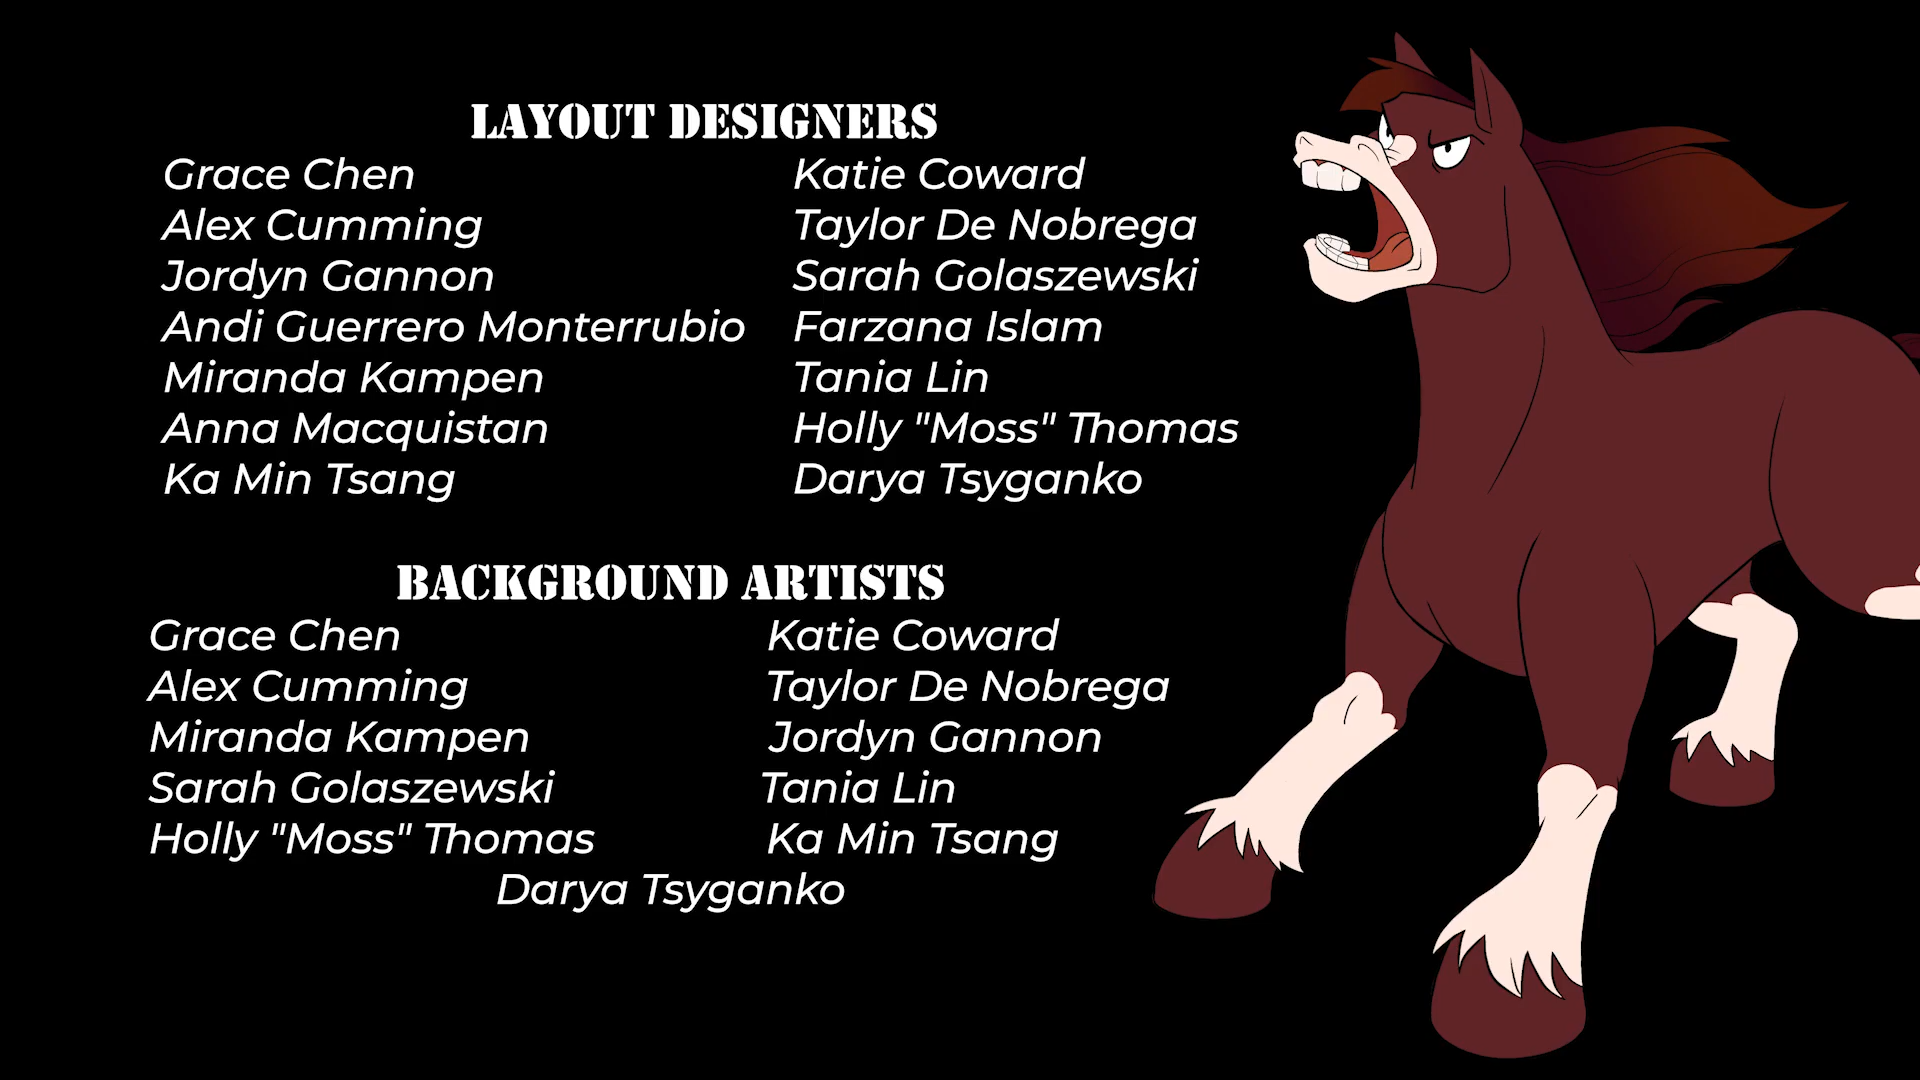 LAYOUT DESIGNERS
Grace Chen Katie Coward
Alex Cumming Taylor De Nobrega
Jordyn Gannon Sarah Golaszewski
Andi Guerrero Monterrubio Farzana Islam
Miranda Kampen Tania Lin
Anna Macquistan Holly "Moss" Thomas
Ka Min Tsang Darya Tsyganko
BACKGROUND ARTISTS
Grace Chen Katie Coward
Alex Cumming Taylor De Nobrega
Miranda Kampen Jordyn Gannon
Sarah Golaszewski Tania Lin
Holly "Moss" Thomas Ka Min Tsang
Darya Tsyganko